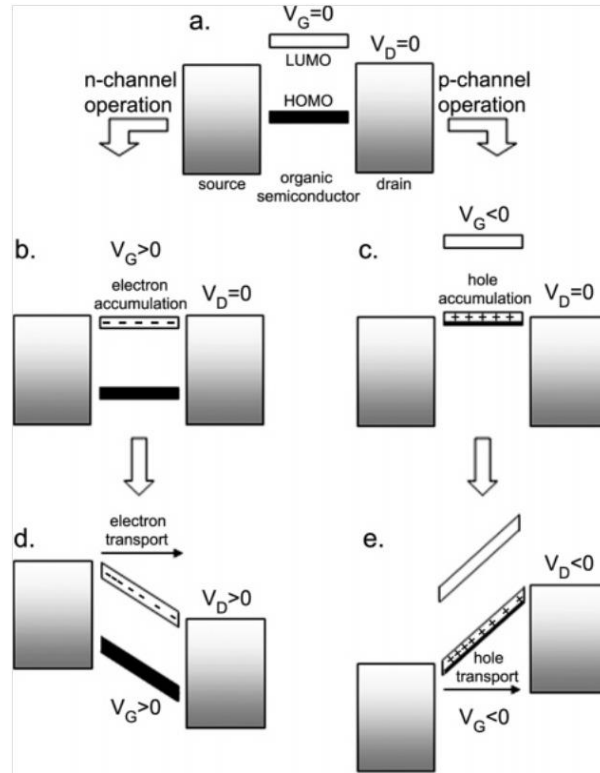 a.
V_G=0
LUMO
HOMO
V_D=0
n-channel
operation
p-channel
operation
source
organic
semiconductor
drain
b.
V_G>0
electron
accumulation
V_D=0
c.
V_G<0
hole
accumulation
V_D=0
+ + + + +
d.
electron
transport
V_D>0
V_G>0
e.
V_D<0
hole
transport
V_G<0